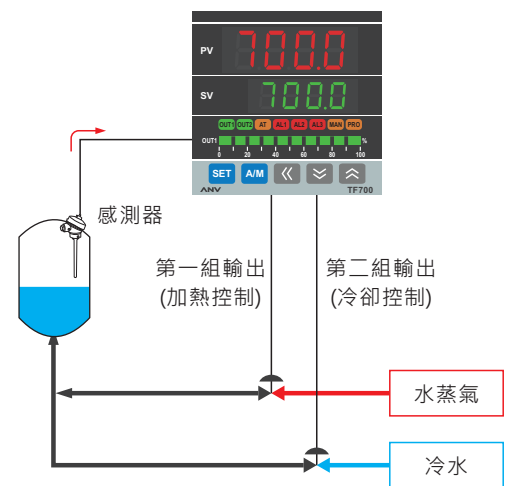 PV 700.0
SV 700.0
OUT1 OUT2 AT AL1 AL2 AL3 MAN PRO
OUT1 %
0 20 40 60 80 100
SET A/M
ANV TF700
感測器
第一組輸出
(加熱控制)
第二組輸出
(冷卻控制)
水蒸氣
冷水